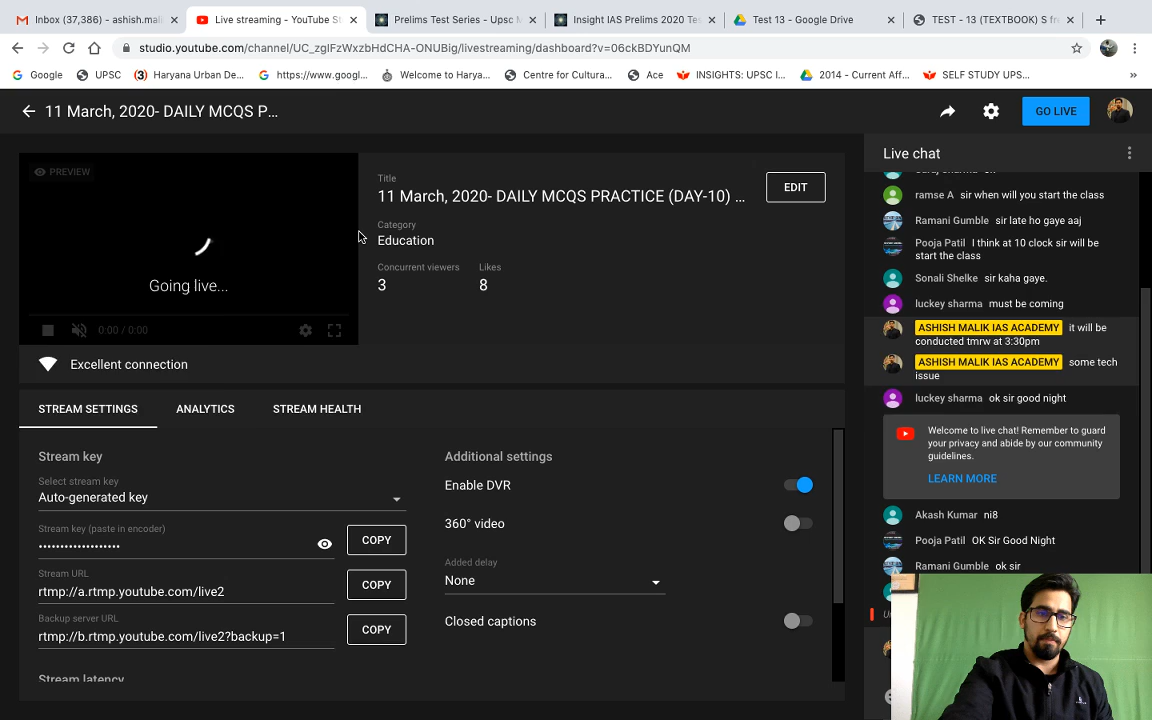 Inbox (37,386) - ashish.mali
Live streaming - YouTube St
Prelims Test Series - Upsc M
Insight IAS Prelims 2020 Te
Test 13 - Google Drive
TEST - 13 (TEXTBOOK) S fr
studio.youtube.com/channel/UC_zgIFzWxzbHdCHA-ONUBig/livestreaming/dashboard?v=06ckBDYunQM
Google
UPSC
Haryana Urban De...
https://www.googl...
Welcome to Harya...
Centre for Cultura...
Ace
INSIGHTS: UPSC I...
2014 - Current Aff...
SELF STUDY UPS...
11 March, 2020- DAILY MCQS P...
GO LIVE
PREVIEW
Going live...
0:00 / 0:00
Title
11 March, 2020- DAILY MCQS PRACTICE (DAY-10) ...
EDIT
Category
Education
Concurrent viewers
3
Likes
8
Excellent connection
STREAM SETTINGS
ANALYTICS
STREAM HEALTH
Stream key
Select stream key
Auto-generated key
Stream key (paste in encoder)
•••••••••••••••••••
COPY
Stream URL
rtmp://a.rtmp.youtube.com/live2
COPY
Backup server URL
rtmp://b.rtmp.youtube.com/live2?backup=1
COPY
Stream latency
Additional settings
Enable DVR
360° video
Added delay
None
Closed captions
Live chat
ramse A sir when will you start the class
Ramani Gumble sir late ho gaye aaj
Pooja Patil I think at 10 clock sir will
be start the class
Sonali Shelke sir kaha gaye.
luckey sharma must be coming
ASHISH MALIK IAS ACADEMY it will be
conducted tmrw at 3:30pm
ASHISH MALIK IAS ACADEMY some tech
issue
luckey sharma ok sir good night
Welcome to live chat! Remember to guard
your privacy and abide by our community
guidelines.
LEARN MORE
Akash Kumar ni8
Pooja Patil OK Sir Good Night
Ramani Gumble ok sir